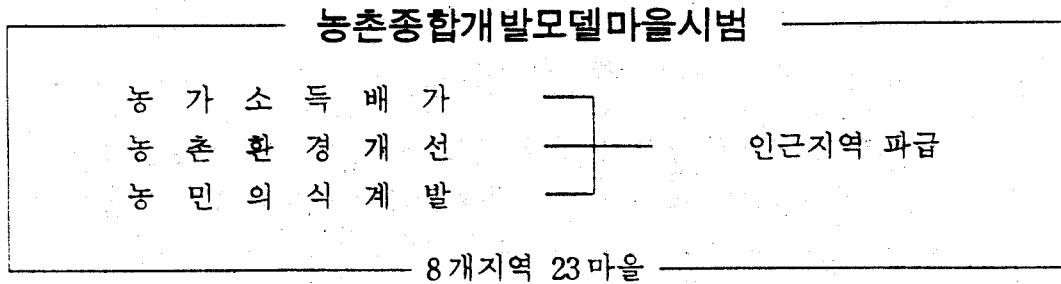 농촌종합개발모델마을시범
농가소득배가
농촌환경개선
농민의식계발
인근지역 파급
8개지역 23마을